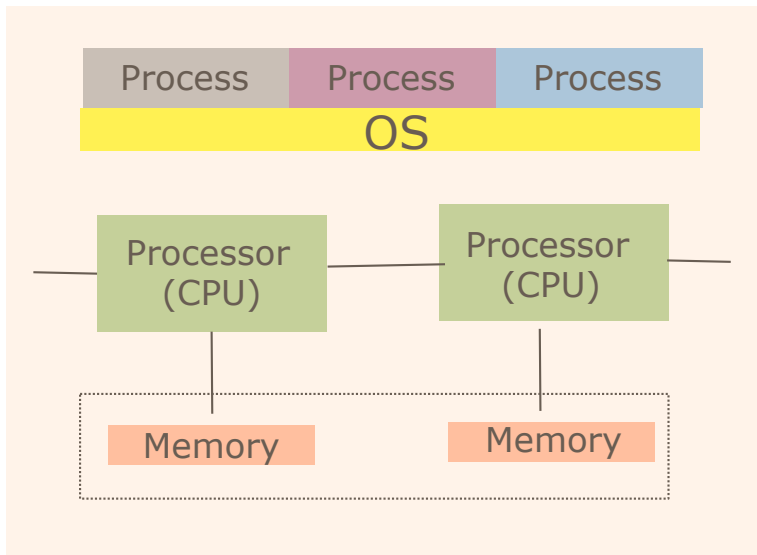 Process Process Process
OS
Processor
(CPU)
Processor
(CPU)
Memory
Memory